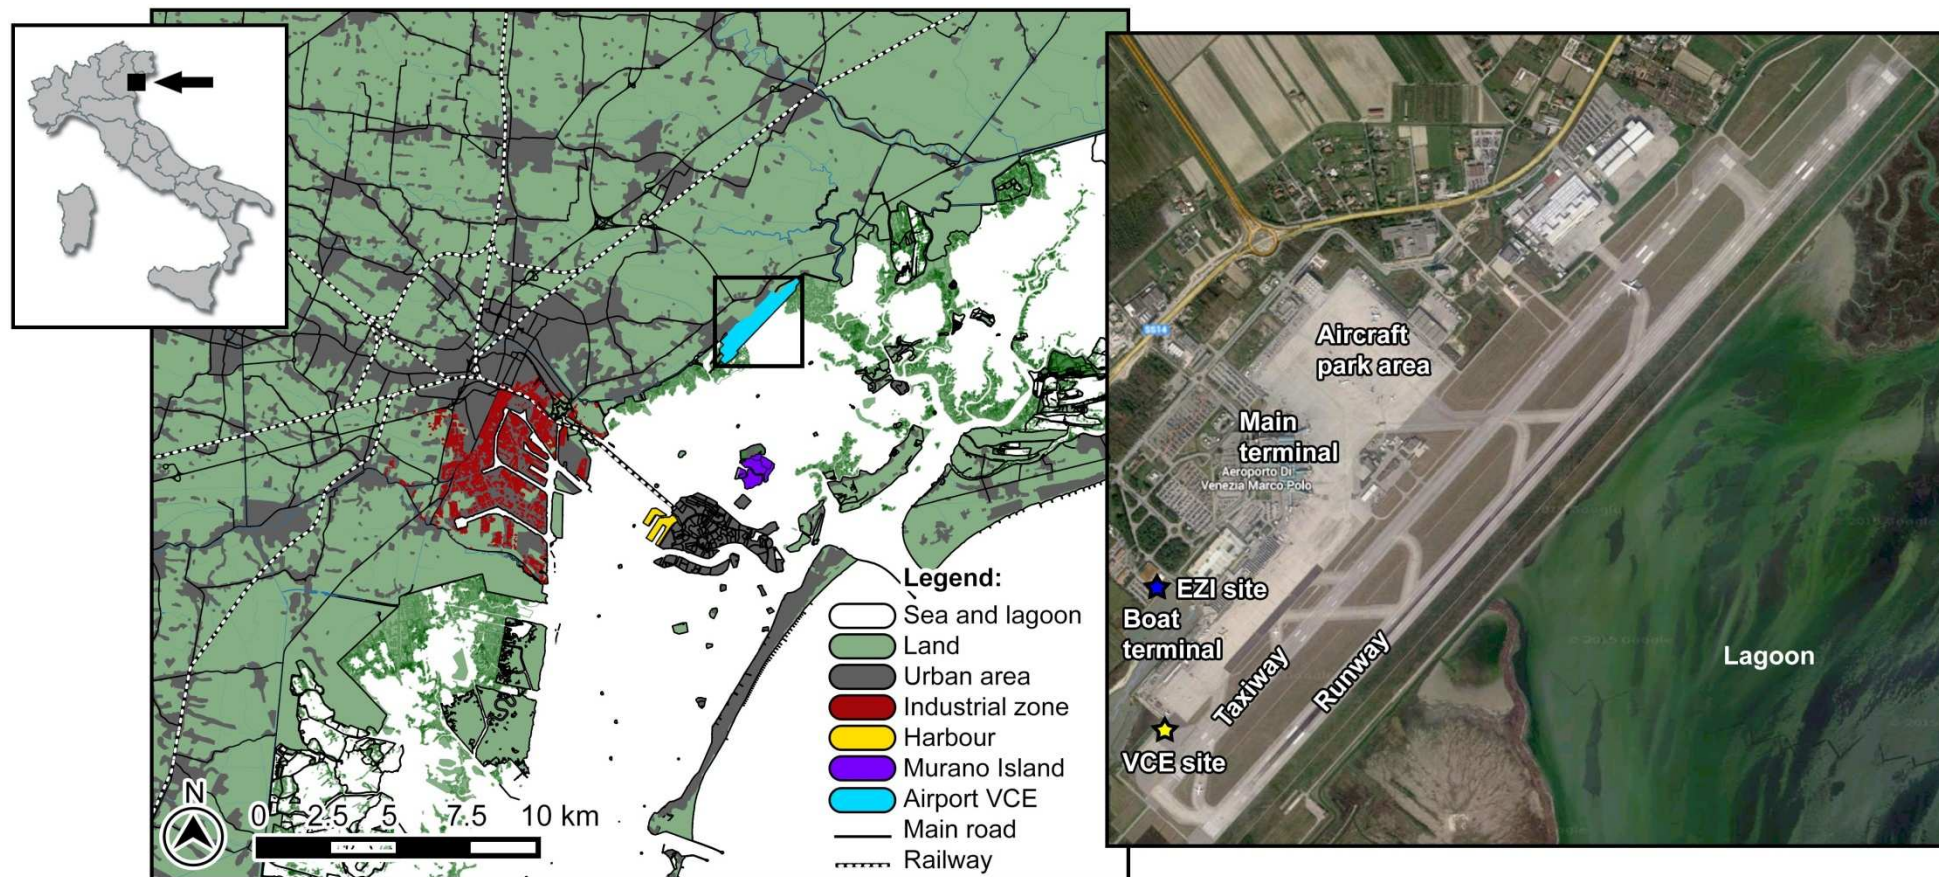 N
0 2.5 5 7.5 10 km
Legend:
Sea and lagoon
Land
Urban area
Industrial zone
Harbour
Murano Island
Airport VCE
Main road
Railway
SS14
Aircraft
park area
Main
terminal
Aeroporto Di
Venezia Marco Polo
EZI site
Boat
terminal
Taxiway
Runway
VCE site
Lagoon
© 2015 Google